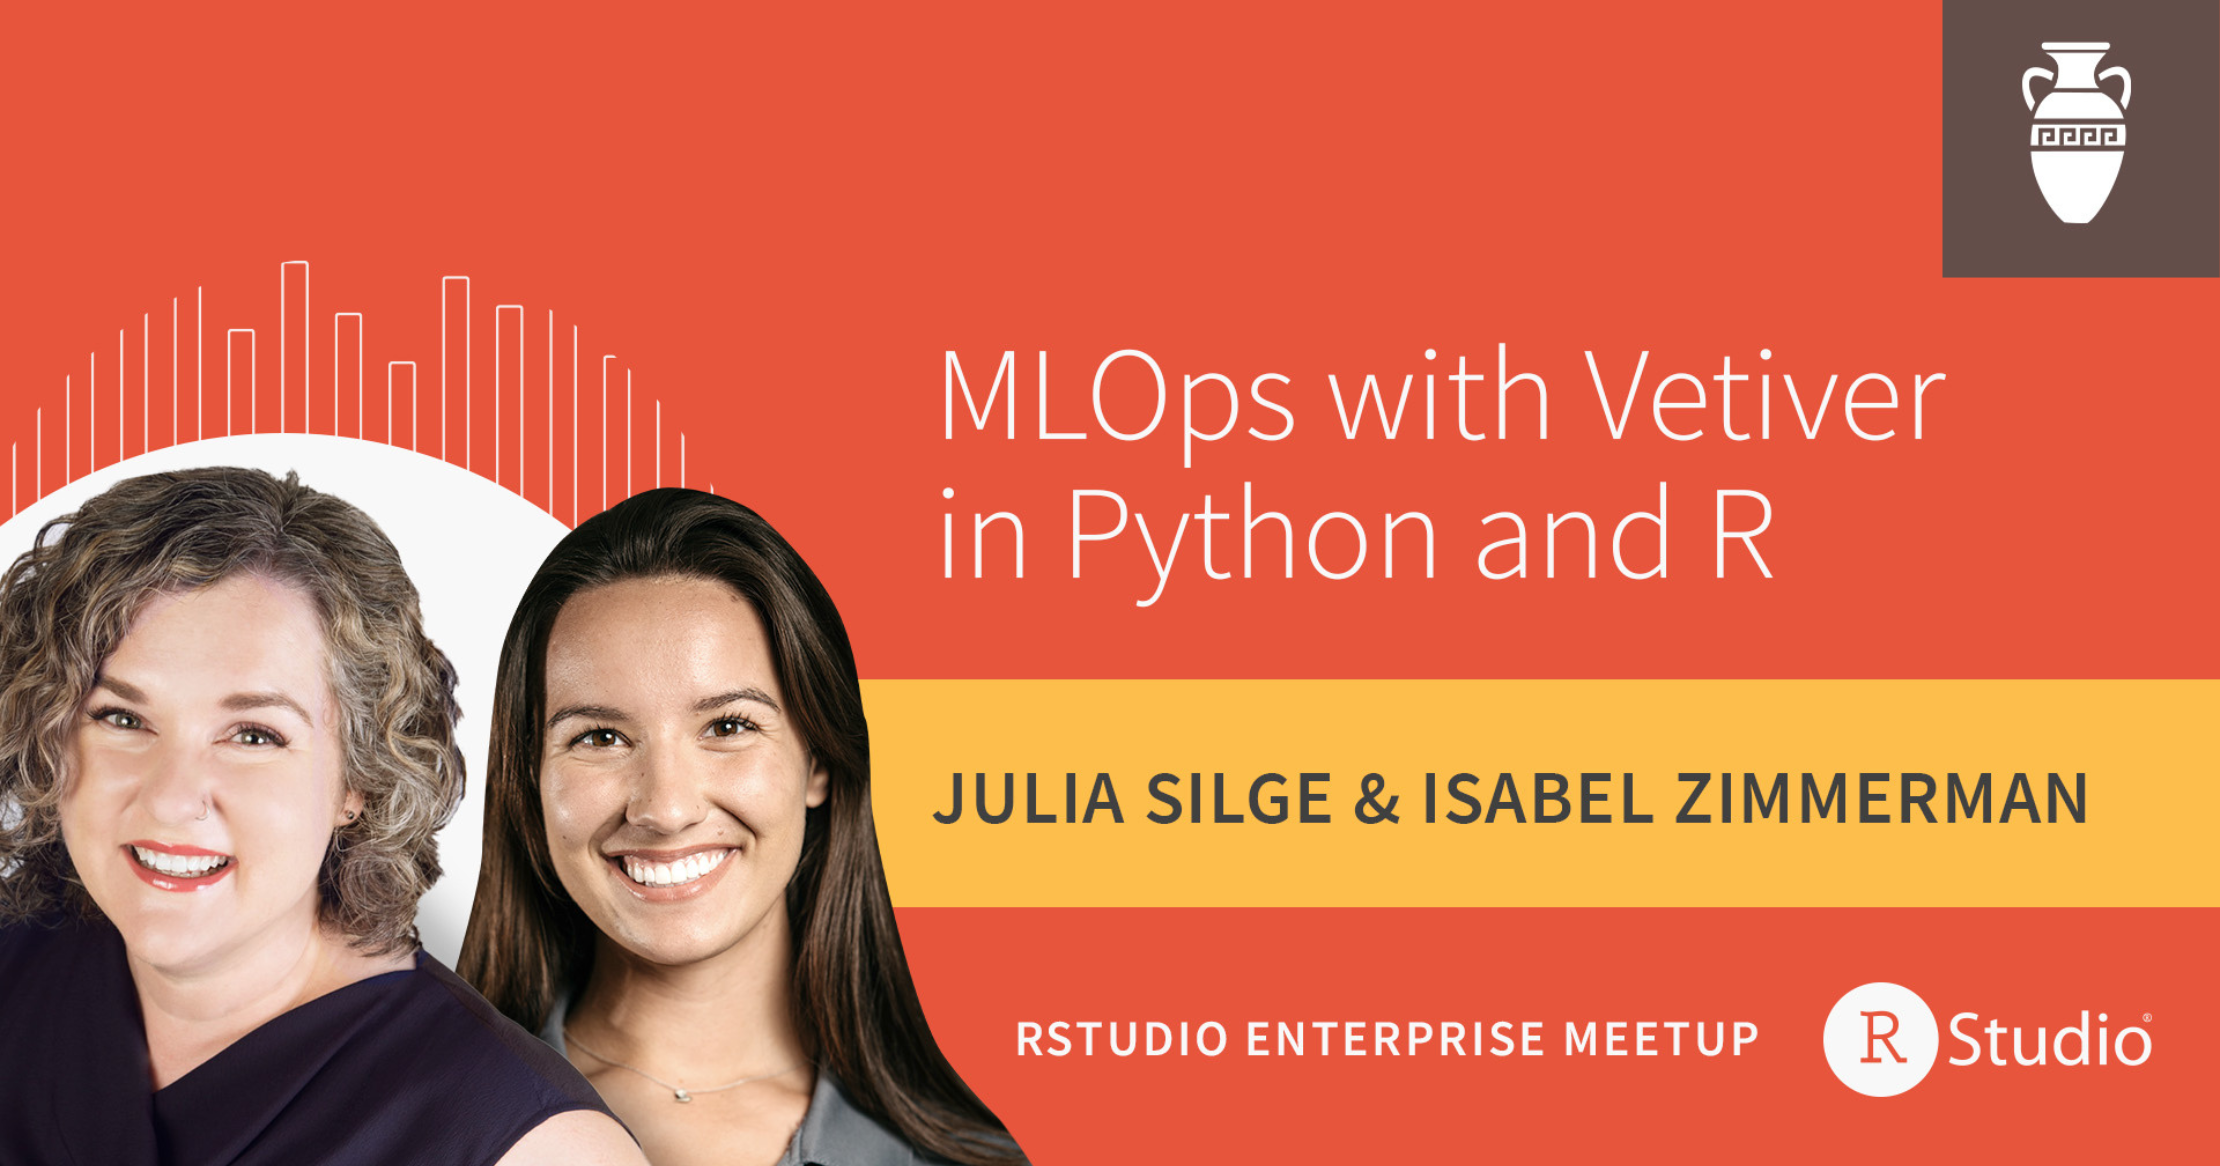 MLOps with Vetiver
in Python and R
JULIA SILGE & ISABEL ZIMMERMAN
RSTUDIO ENTERPRISE MEETUP
R Studio®